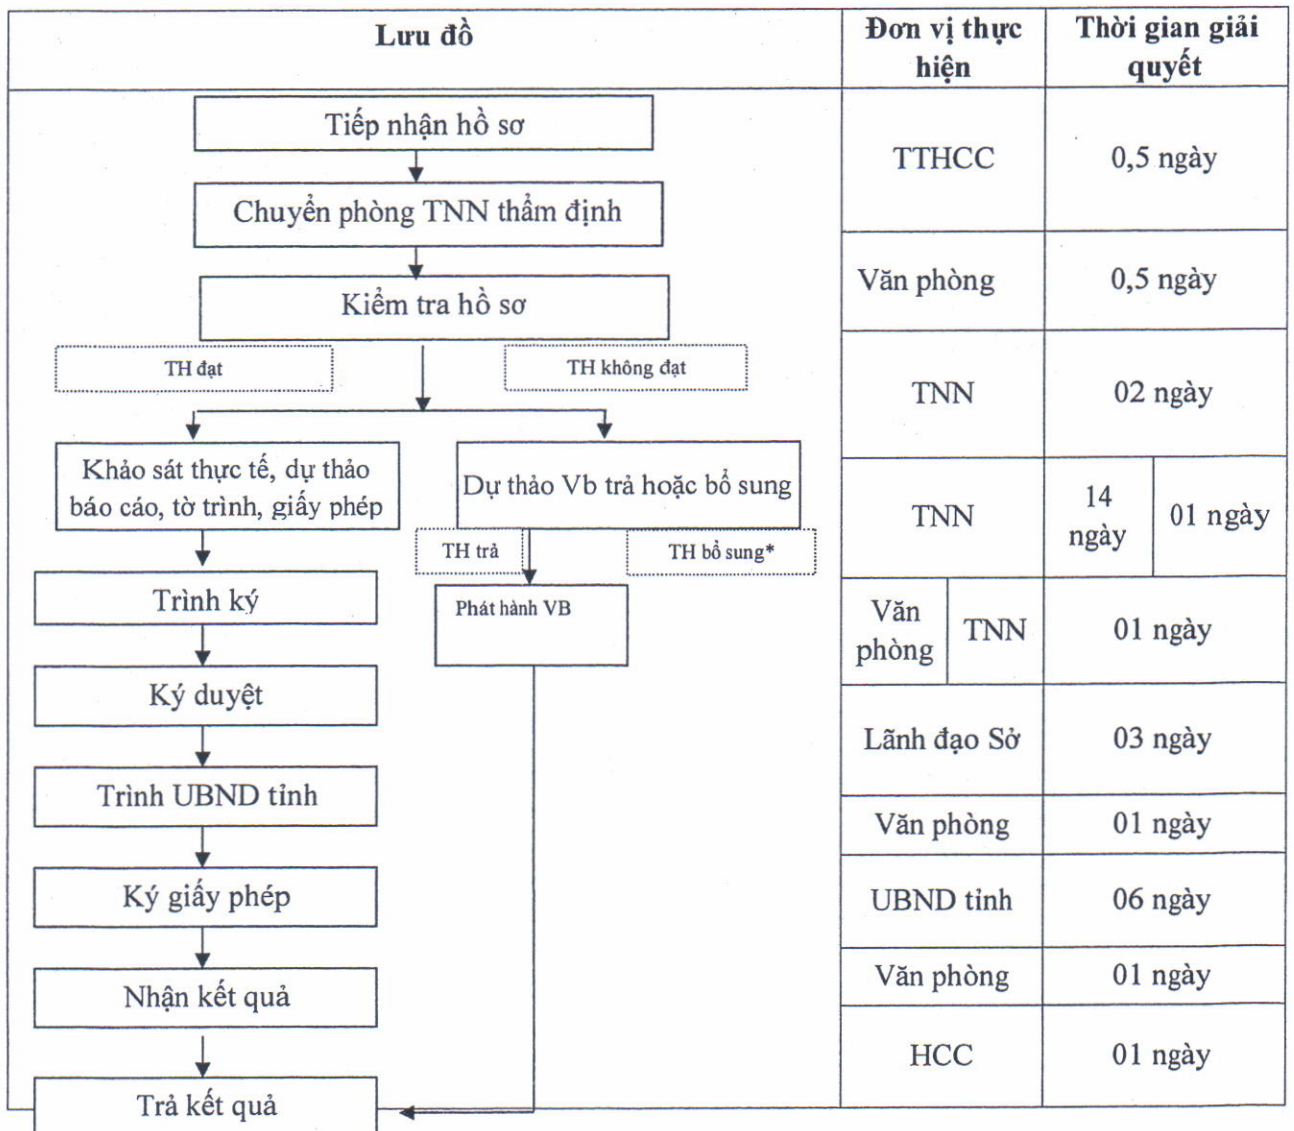 Lưu đồ
Đơn vị thực
hiện
Thời gian giải
quyết
Tiếp nhận hồ sơ
TTHCC
0,5 ngày
Chuyển phòng TNN thẩm định
Kiểm tra hồ sơ
Văn phòng
0,5 ngày
TH đạt
TH không đạt
TNN
02 ngày
Khảo sát thực tế, dự thảo
báo cáo, tờ trình, giấy phép
Dự thảo Vb trả hoặc bổ sung
TNN
14
ngày
01 ngày
TH trả
TH bổ sung*
Trình ký
Phát hành VB
Văn
phòng
TNN
01 ngày
Ký duyệt
Lãnh đạo Sở
03 ngày
Trình UBND tỉnh
Văn phòng
01 ngày
Ký giấy phép
UBND tỉnh
06 ngày
Nhận kết quả
Văn phòng
01 ngày
HCC
01 ngày
Trả kết quả